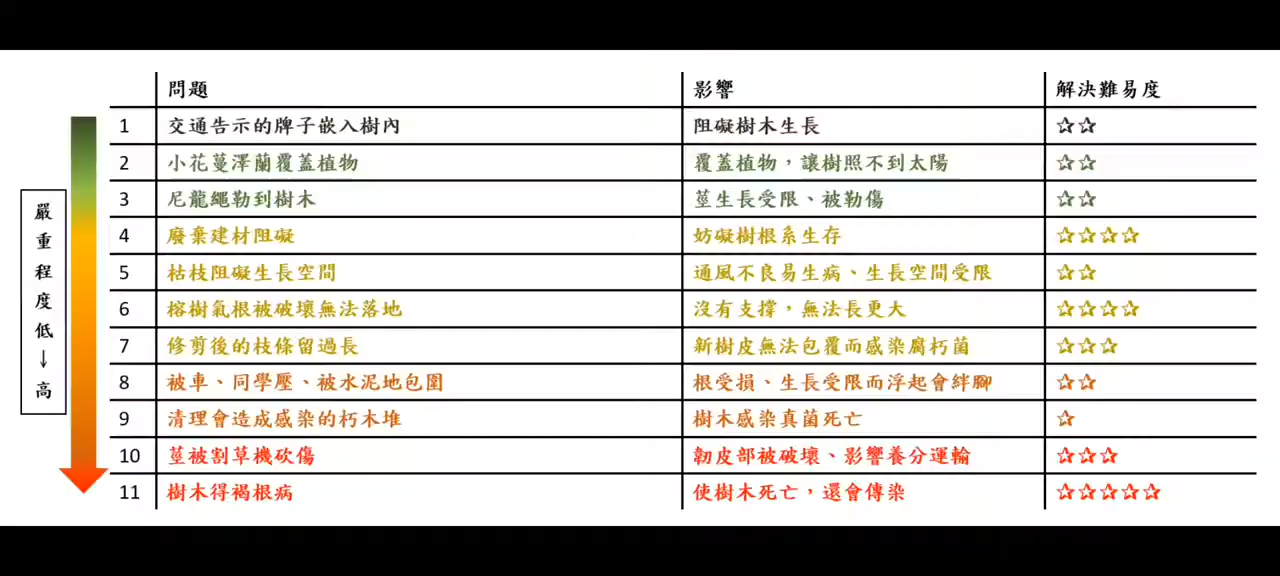 問題 影響 解決難易度
1 交通告示的牌子嵌入樹內 阻礙樹木生長 ☆☆
2 小花蔓澤蘭覆蓋植物 覆蓋植物，讓樹照不到太陽 ☆☆
3 尼龍繩勒到樹木 莖生長受限、被勒傷 ☆☆
4 廢棄建材阻礙 妨礙樹根系生存 ☆☆☆☆
5 枯枝阻礙生長空間 通風不良易生病、生長空間受限 ☆☆
6 榕樹氣根被破壞無法落地 沒有支撐，無法長更大 ☆☆☆☆
7 修剪後的枝條留過長 新樹皮無法包覆而感染腐朽菌 ☆☆☆
8 被車、同學壓、被水泥地包圍 根受損、生長受限而浮起會絆腳 ☆☆
9 清理會造成感染的朽木堆 樹木感染真菌死亡 ☆
10 莖被割草機砍傷 韌皮部被破壞、影響養分運輸 ☆☆☆
11 樹木得褐根病 使樹木死亡，還會傳染 ☆☆☆☆☆
嚴重程度低→高